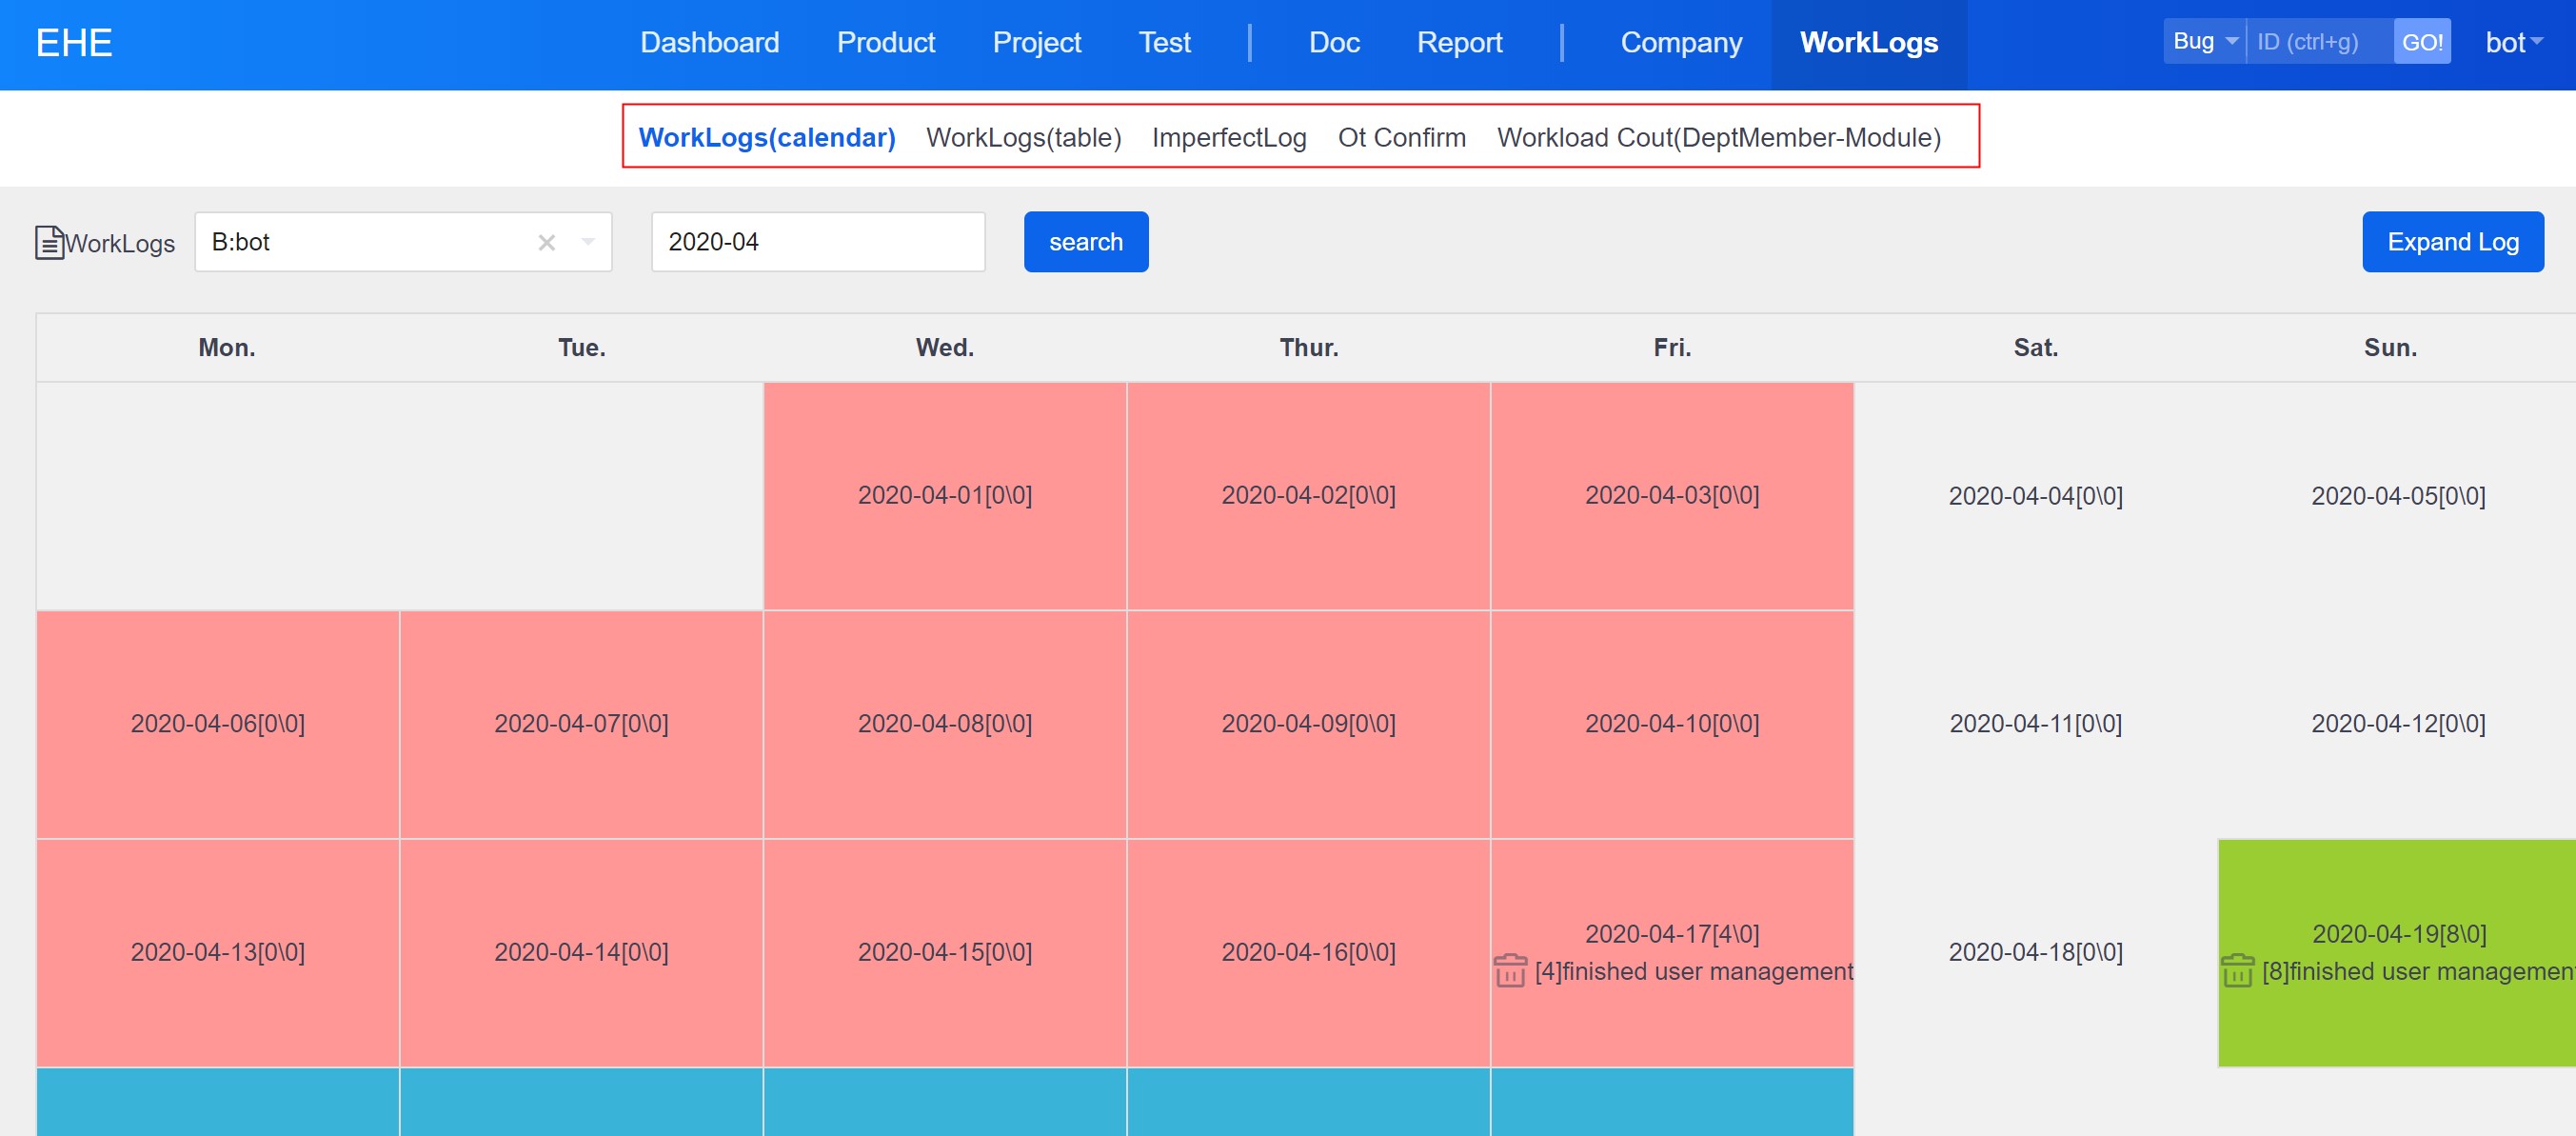 EHE Dashboard Product Project Test Doc Report Company WorkLogs Bug ID (ctrl+g) GO! bot
WorkLogs(calendar) WorkLogs(table) ImperfectLog Ot Confirm Workload Cout(DeptMember-Module)
WorkLogs B:bot 2020-04 search Expand Log
Mon. Tue. Wed. Thur. Fri. Sat. Sun.
2020-04-01[0\0] 2020-04-02[0\0] 2020-04-03[0\0] 2020-04-04[0\0] 2020-04-05[0\0]
2020-04-06[0\0] 2020-04-07[0\0] 2020-04-08[0\0] 2020-04-09[0\0] 2020-04-10[0\0] 2020-04-11[0\0] 2020-04-12[0\0]
2020-04-13[0\0] 2020-04-14[0\0] 2020-04-15[0\0] 2020-04-16[0\0] 2020-04-17[4\0] 2020-04-18[0\0] 2020-04-19[8\0]
[4]finished user management [8]finished user managemen